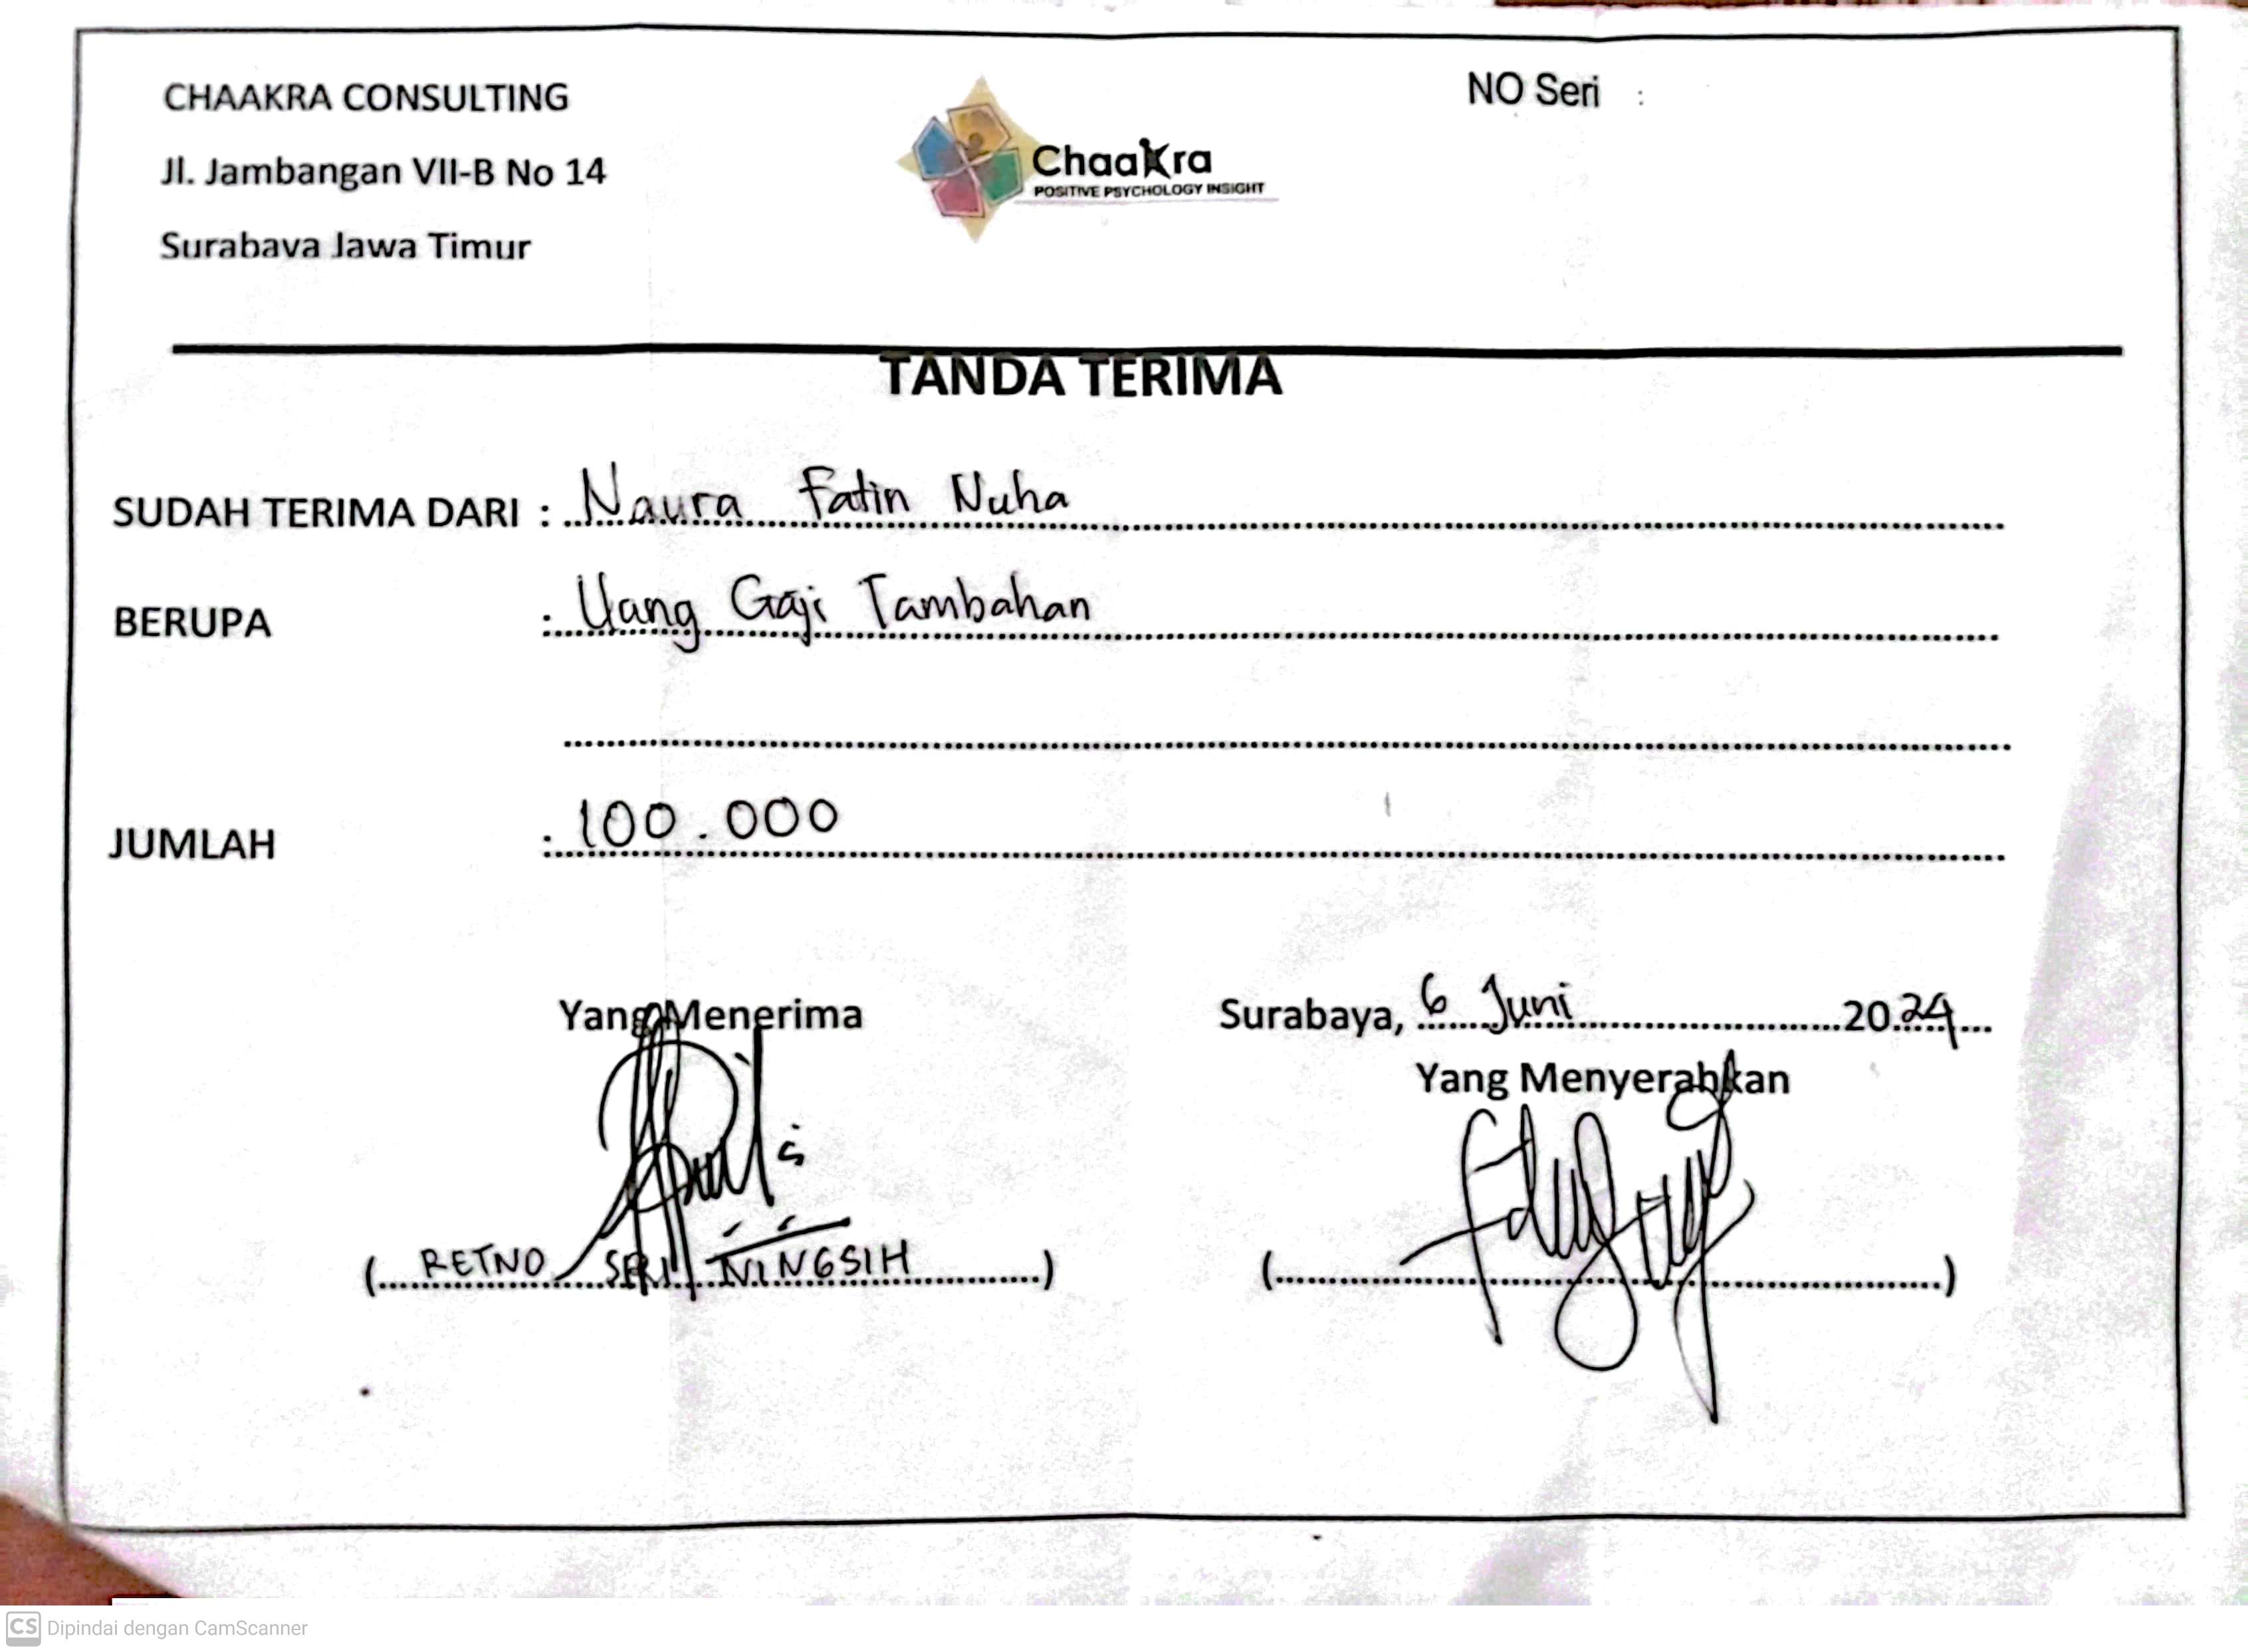 CHAAKRA CONSULTING
Jl. Jambangan VII-B No 14
Surabaya Jawa Timur
Chaakra
POSITIVE PSYCHOLOGY INSIGHT
NO Seri :
TANDA TERIMA
SUDAH TERIMA DARI : Naura Fatin Nuha
BERUPA : Uang Gaji Tambahan
JUMLAH : 100.000
Yang Menerima
Surabaya, 6 Juni 2024
Yang Menyerahkan
( RETNO SERI NINGSIH )
( )
CS Dipindai dengan CamScanner